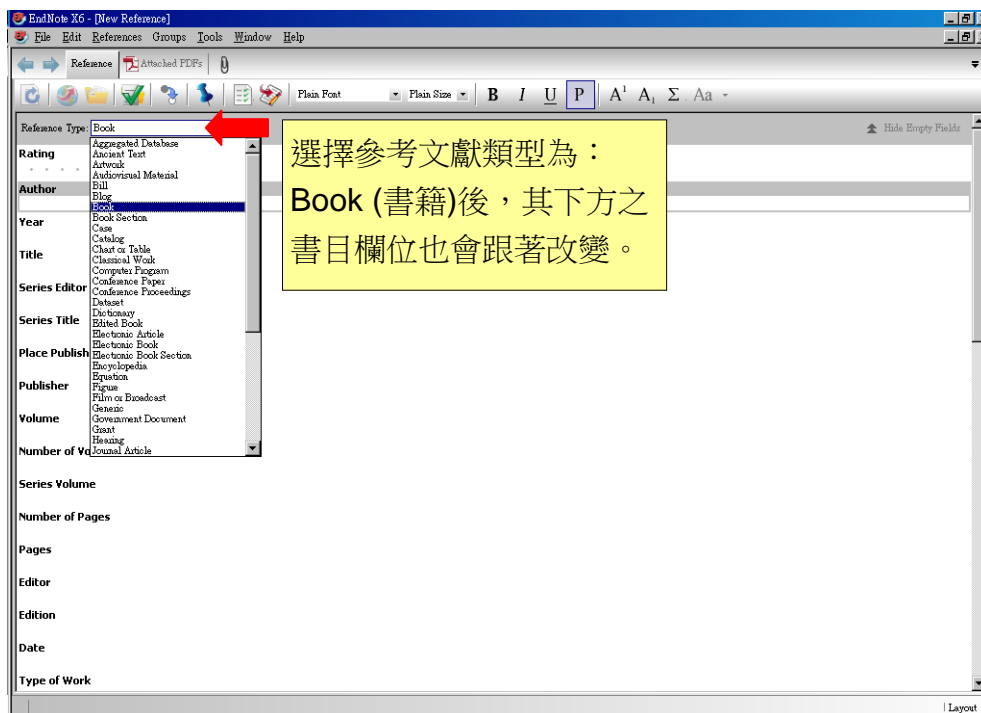 EndNote X6 - [New Reference]
File Edit References Groups Tools Window Help
Reference Attached PDFs
Plain Font Plain Size B I U P A¹ A₁ Σ Aa
Reference Type: Book
Hide Empty Fields
Aggregated Database
Ancient Text
Artwork
Audiovisual Material
Bill
Blog
Book
Book Section
Case
Catalog
Chart or Table
Classical Work
Computer Program
Conference Paper
Conference Proceedings
Dataset
Dictionary
Edited Book
Electronic Article
Electronic Book
Electronic Book Section
Encyclopedia
Equation
Figure
Film or Broadcast
Generic
Government Document
Grant
Hearing
Journal Article
選擇參考文獻類型為：
Book (書籍)後，其下方之
書目欄位也會跟著改變。
Rating
Author
Year
Title
Series Editor
Series Title
Place Publish
Publisher
Volume
Number of Vo
Series Volume
Number of Pages
Pages
Editor
Edition
Date
Type of Work
Layout